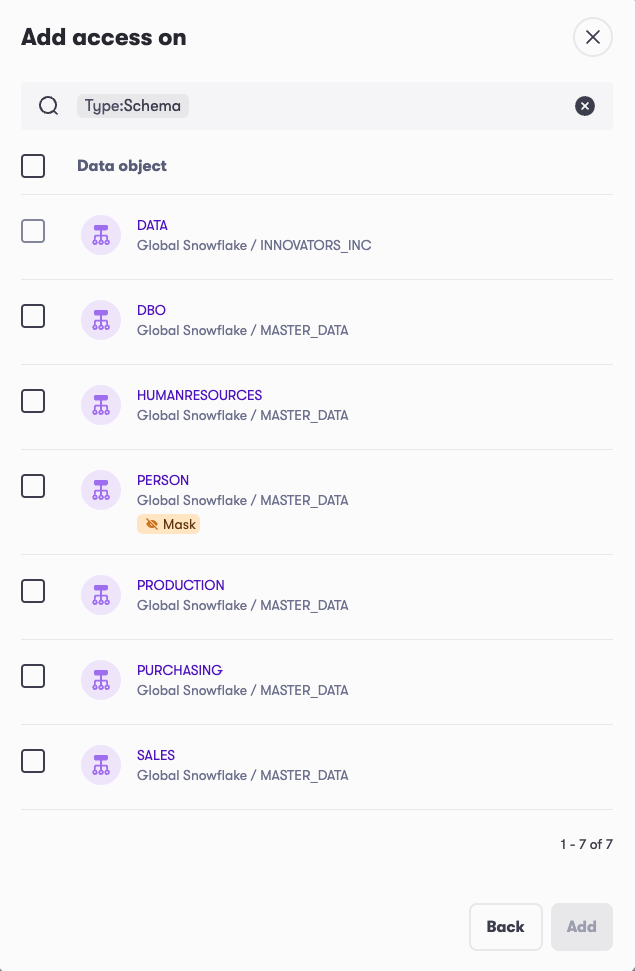 Add access on
Type:Schema
Data object
DATA
Global Snowflake / INNOVATORS_INC
DBO
Global Snowflake / MASTER_DATA
HUMANRESOURCES
Global Snowflake / MASTER_DATA
PERSON
Global Snowflake / MASTER_DATA
Mask
PRODUCTION
Global Snowflake / MASTER_DATA
PURCHASING
Global Snowflake / MASTER_DATA
SALES
Global Snowflake / MASTER_DATA
1 - 7 of 7
Back Add